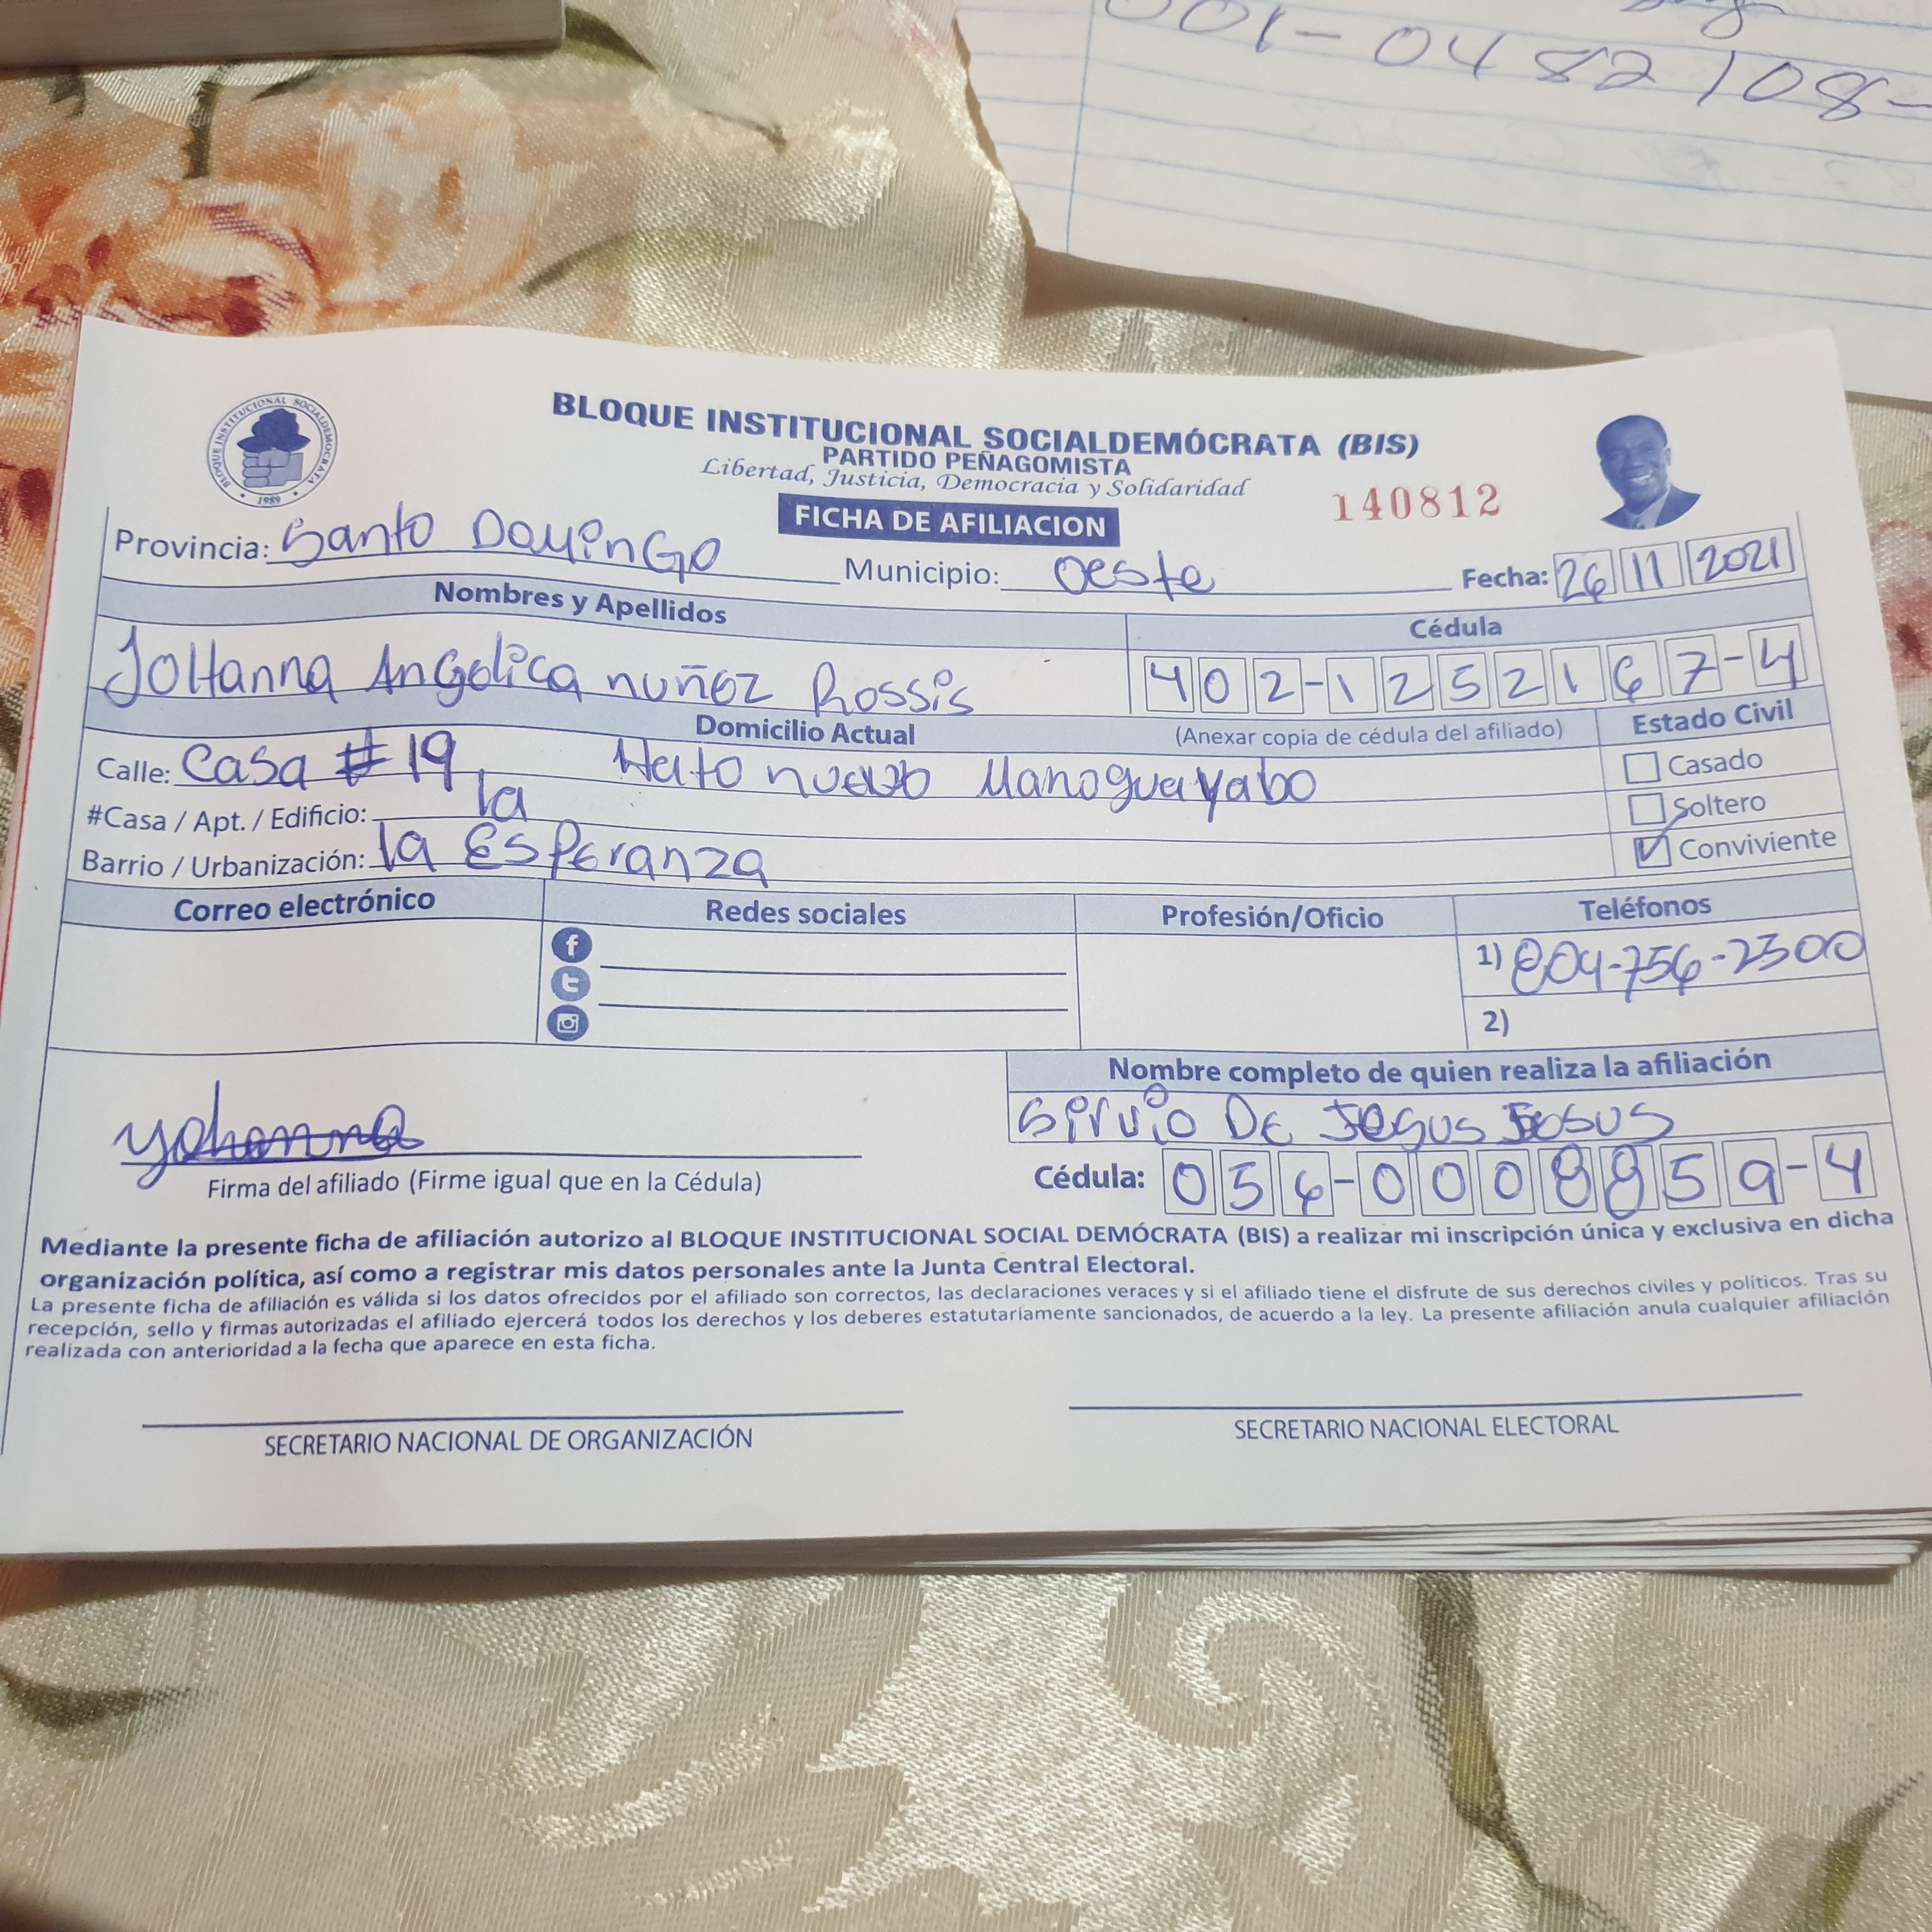 001-0482108-
BLOQUE INSTITUCIONAL SOCIALDEMÓCRATA (BIS)
PARTIDO PEÑAGOMISTA
Libertad, Justicia, Democracia y Solidaridad
BLOQUE INSTITUCIONAL SOCIALDEMOCRATA
1989
FICHA DE AFILIACION
140812
Provincia: Santo Domingo Municipio: Oeste Fecha: 26 11 2021
Nombres y Apellidos Cédula
JoHanna Angelica nuñez Rossis 402-1252167-4
Domicilio Actual (Anexar copia de cédula del afiliado) Estado Civil
Calle: Casa #19 Hato nuevo Manoguayabo Casado
#Casa / Apt. / Edificio: la Soltero
Barrio / Urbanización: la Esperanza Conviviente
Correo electrónico Redes sociales Profesión/Oficio Teléfonos
1) 809-756-2300
2)
Nombre completo de quien realiza la afiliación
Sirvio De Jesus
yohanna
Firma del afiliado (Firme igual que en la Cédula)
Cédula: 056-0008859-4
Mediante la presente ficha de afiliación autorizo al BLOQUE INSTITUCIONAL SOCIAL DEMÓCRATA (BIS) a realizar mi inscripción única y exclusiva en dicha
organización política, así como a registrar mis datos personales ante la Junta Central Electoral.
La presente ficha de afiliación es válida si los datos ofrecidos por el afiliado son correctos, las declaraciones veraces y si el afiliado tiene el disfrute de sus derechos civiles y políticos. Tras su
recepción, sello y firmas autorizadas el afiliado ejercerá todos los derechos y los deberes estatutariamente sancionados, de acuerdo a la ley. La presente afiliación anula cualquier afiliación
realizada con anterioridad a la fecha que aparece en esta ficha.
SECRETARIO NACIONAL DE ORGANIZACIÓN SECRETARIO NACIONAL ELECTORAL